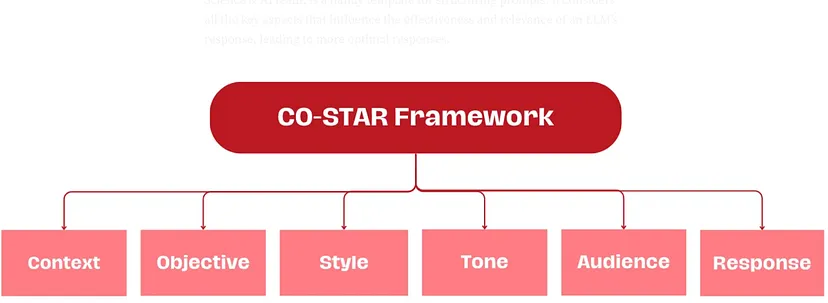 all the key aspects that influence the effectiveness and relevance of an LLM's
response, leading to more optimal responses.
CO-STAR Framework
Context
Objective
Style
Tone
Audience
Response